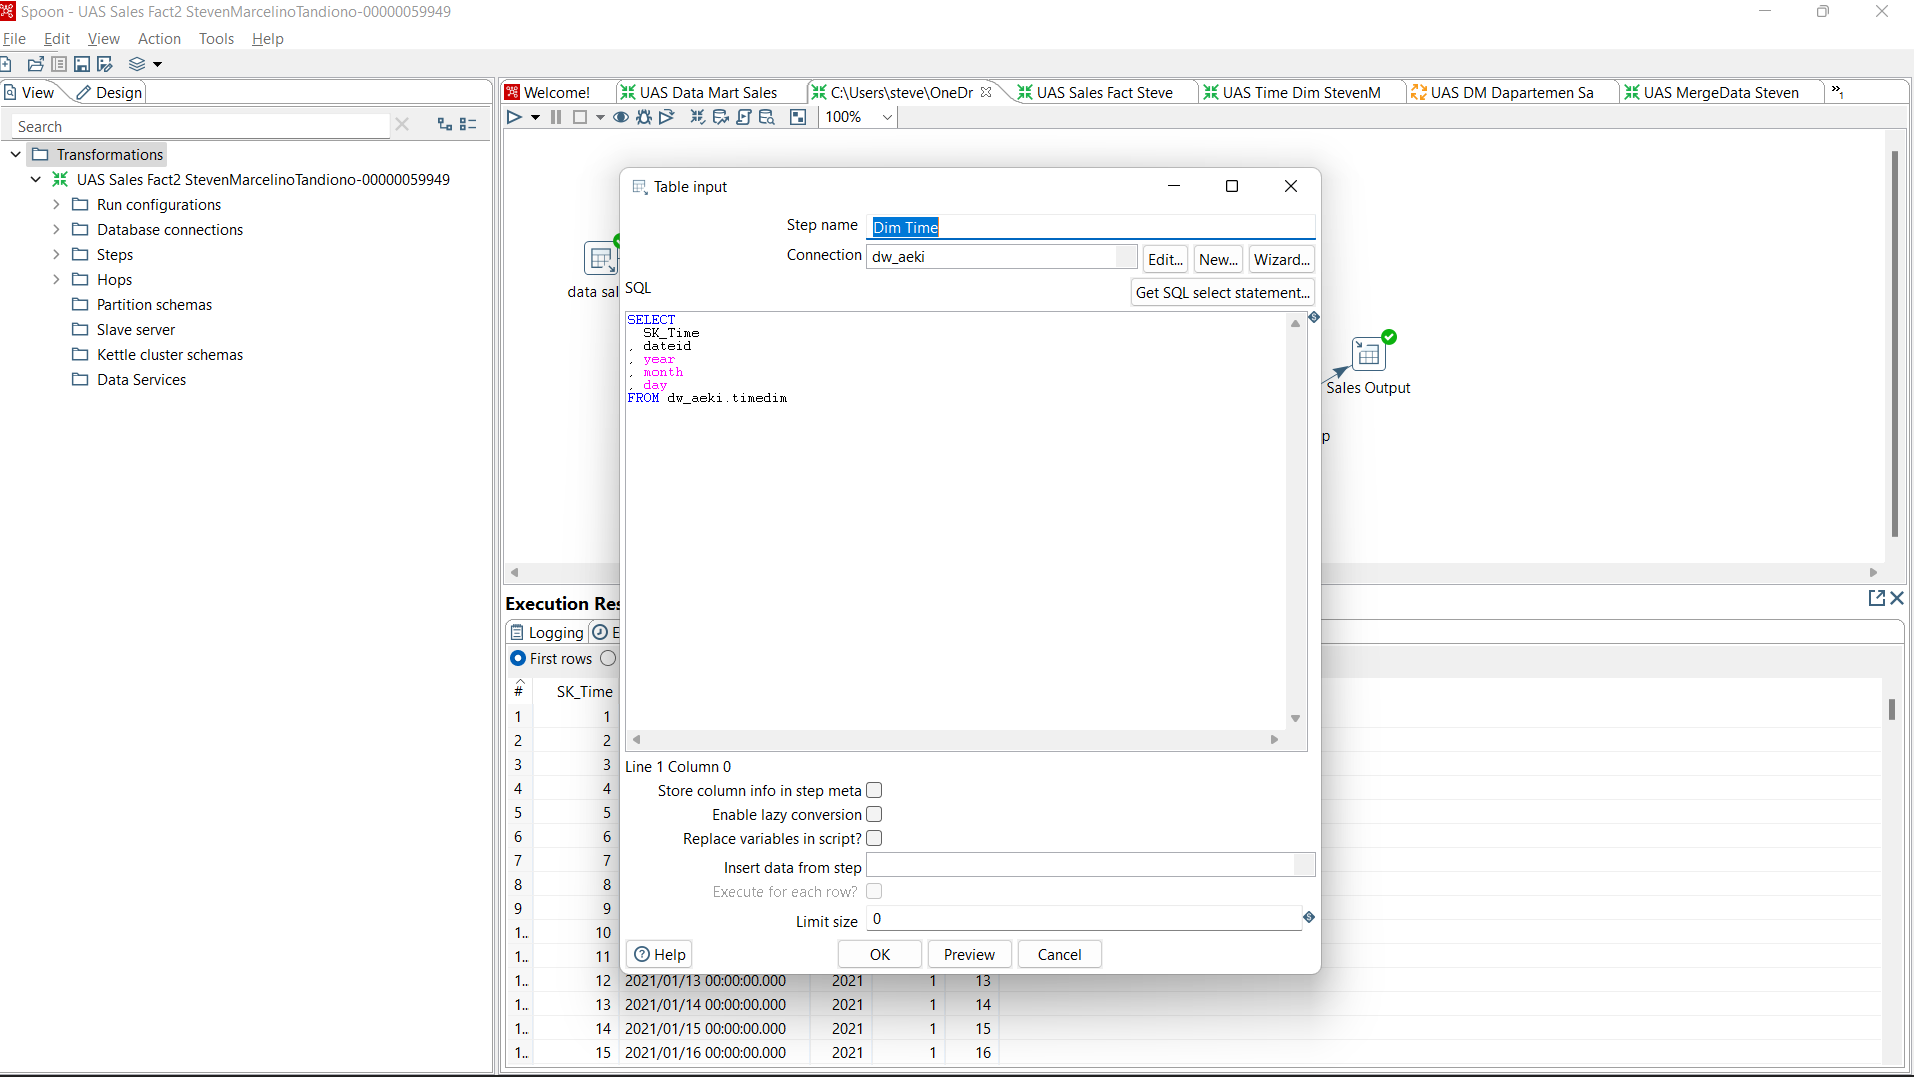 Spoon - UAS Sales Fact2 StevenMarcelinoTandiono-00000059949
File Edit View Action Tools Help
View Design
Search
Transformations
UAS Sales Fact2 StevenMarcelinoTandiono-00000059949
Run configurations
Database connections
Steps
Hops
Partition schemas
Slave server
Kettle cluster schemas
Data Services
Welcome! UAS Data Mart Sales C:\Users\steve\OneDr UAS Sales Fact Steve UAS Time Dim StevenM UAS DM Dapartemen Sa UAS MergeData Steven »1
100%
data sal
Sales Output
p
Table input
Step name Dim Time
Connection dw_aeki Edit... New... Wizard...
SQL Get SQL select statement...
SELECT
SK_Time
, dateid
, year
, month
, day
FROM dw_aeki.timedim
Line 1 Column 0
Store column info in step meta
Enable lazy conversion
Replace variables in script?
Insert data from step
Execute for each row?
Limit size 0
Help OK Preview Cancel
Execution Res
Logging E
First rows
# SK_Time
1 1
2 2
3 3
4 4
5 5
6 6
7 7
8 8
9 9
1.. 10
1.. 11
1.. 12 2021/01/13 00:00:00.000 2021 1 13
1.. 13 2021/01/14 00:00:00.000 2021 1 14
1.. 14 2021/01/15 00:00:00.000 2021 1 15
1.. 15 2021/01/16 00:00:00.000 2021 1 16